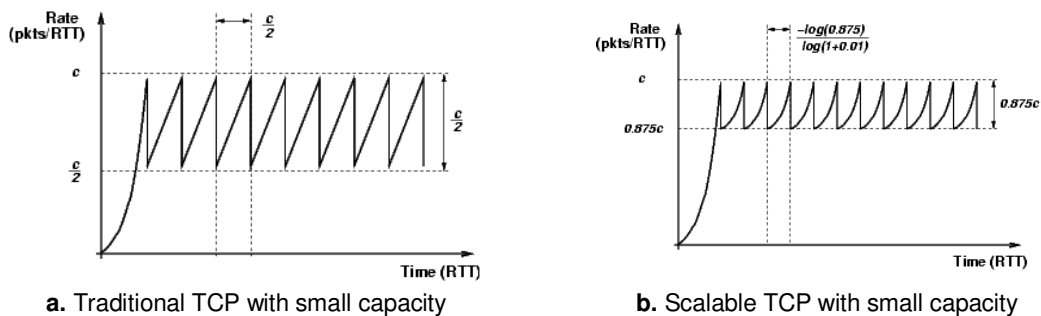 Rate
(pkts/RTT)
c
2
c
c
2
c
2
Time (RTT)
a. Traditional TCP with small capacity
Rate
(pkts/RTT)
−log(0.875)
log(1+0.01)
c
0.875c
0.875c
Time (RTT)
b. Scalable TCP with small capacity